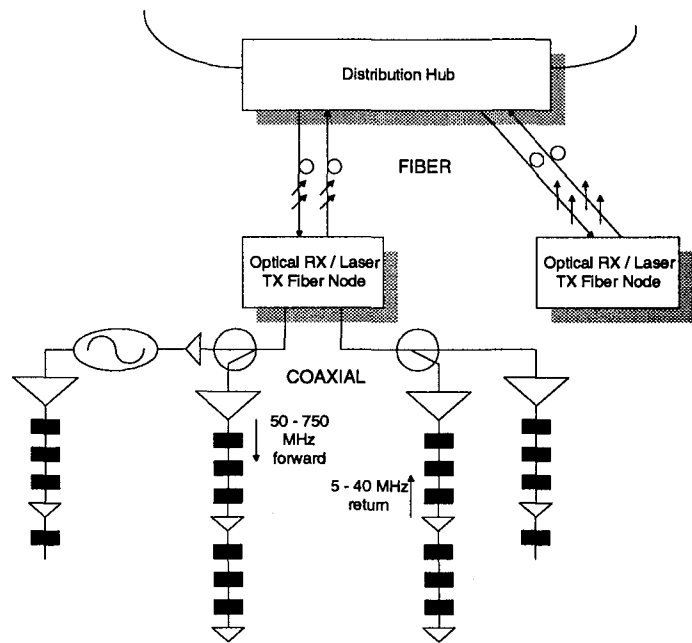 Distribution Hub
FIBER
Optical RX / Laser
TX Fiber Node
Optical RX / Laser
TX Fiber Node
COAXIAL
50 - 750
MHz
forward
5 - 40 MHz
return